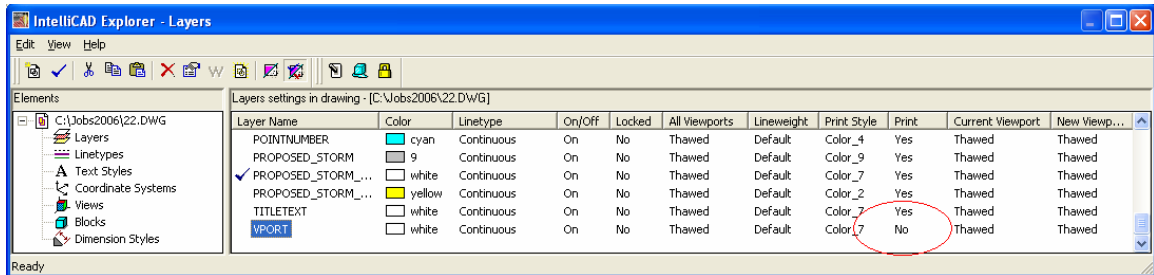 IntelliCAD Explorer - Layers
Edit View Help
Elements
Layers settings in drawing - [C:\Jobs2006\22.DWG]
C:\Jobs2006\22.DWG
Layers
Linetypes
Text Styles
Coordinate Systems
Views
Blocks
Dimension Styles
Layer Name Color Linetype On/Off Locked All Viewports Lineweight Print Style Print Current Viewport New Viewp...
POINTNUMBER cyan Continuous On No Thawed Default Color_4 Yes Thawed Thawed
PROPOSED_STORM 9 Continuous On No Thawed Default Color_9 Yes Thawed Thawed
PROPOSED_STORM_... white Continuous On No Thawed Default Color_7 Yes Thawed Thawed
PROPOSED_STORM_... yellow Continuous On No Thawed Default Color_2 Yes Thawed Thawed
TITLETEXT white Continuous On No Thawed Default Color_7 Yes Thawed Thawed
VPORT white Continuous On No Thawed Default Color_7 No Thawed Thawed
Ready